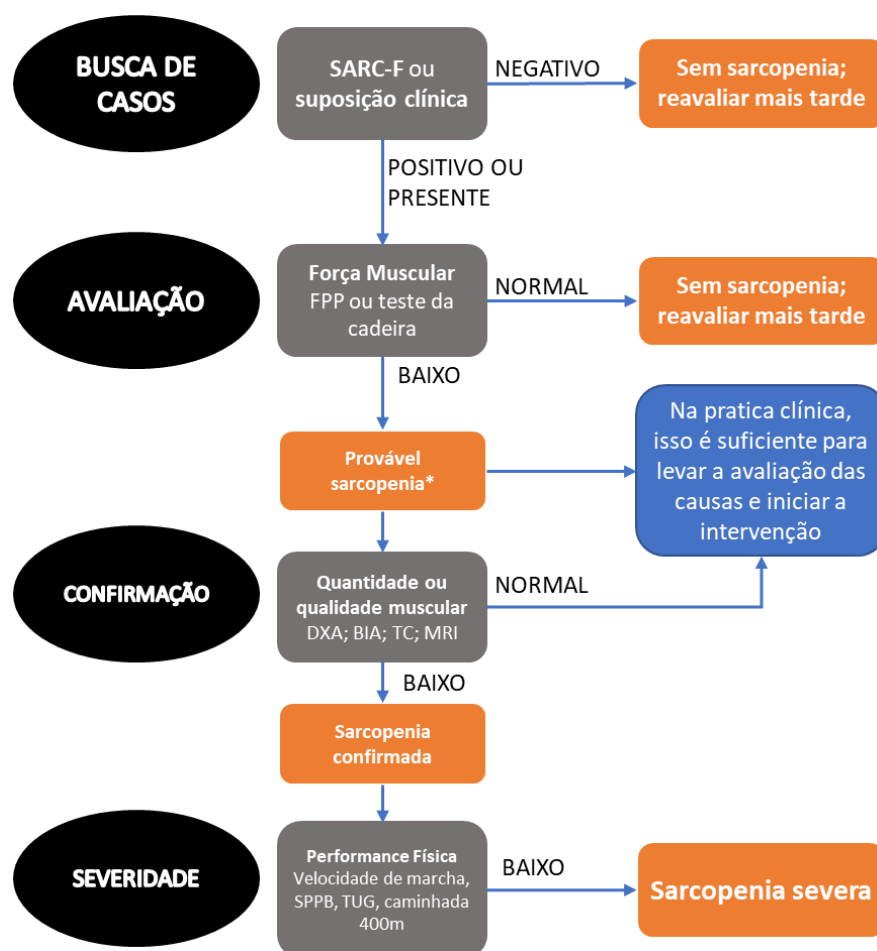 BUSCA DE
CASOS
SARC-F ou
suposição clínica
NEGATIVO
Sem sarcopenia;
reavaliar mais tarde
POSITIVO OU
PRESENTE
AVALIAÇÃO
Força Muscular
FPP ou teste da
cadeira
NORMAL
Sem sarcopenia;
reavaliar mais tarde
BAIXO
Provável
sarcopenia*
Na pratica clínica,
isso é suficiente para
levar a avaliação das
causas e iniciar a
intervenção
CONFIRMAÇÃO
Quantidade ou
qualidade muscular
DXA; BIA; TC; MRI
NORMAL
BAIXO
Sarcopenia
confirmada
SEVERIDADE
Performance Física
Velocidade de marcha,
SPPB, TUG, caminhada
400m
BAIXO
Sarcopenia severa